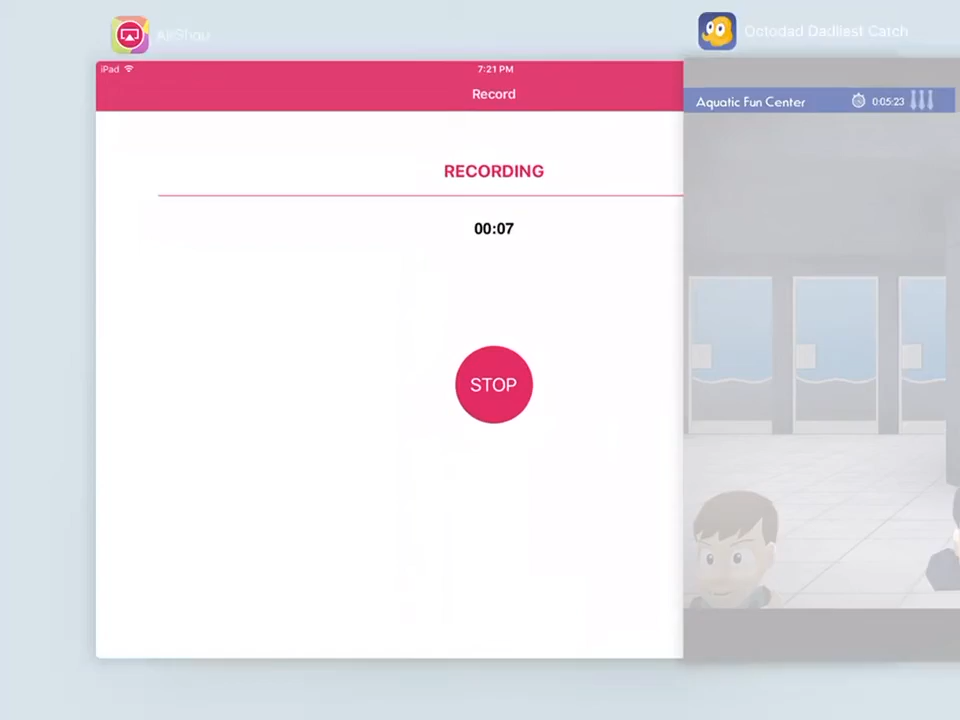 AirShou
Octodad Dadliest Catch
iPad
7:21 PM
Record
Aquatic Fun Center
0:05:23
RECORDING
00:07
STOP